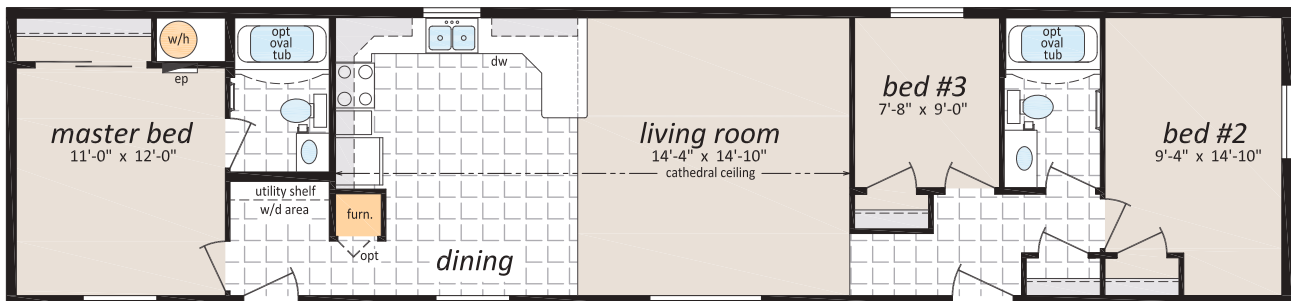 master bed
11'-0" x 12'-0"
w/h
ep
opt
oval
tub
utility shelf
w/d area
furn.
opt
dw
dining
living room
14'-4" x 14'-10"
cathedral ceiling
bed #3
7'-8" x 9'-0"
opt
oval
tub
bed #2
9'-4" x 14'-10"